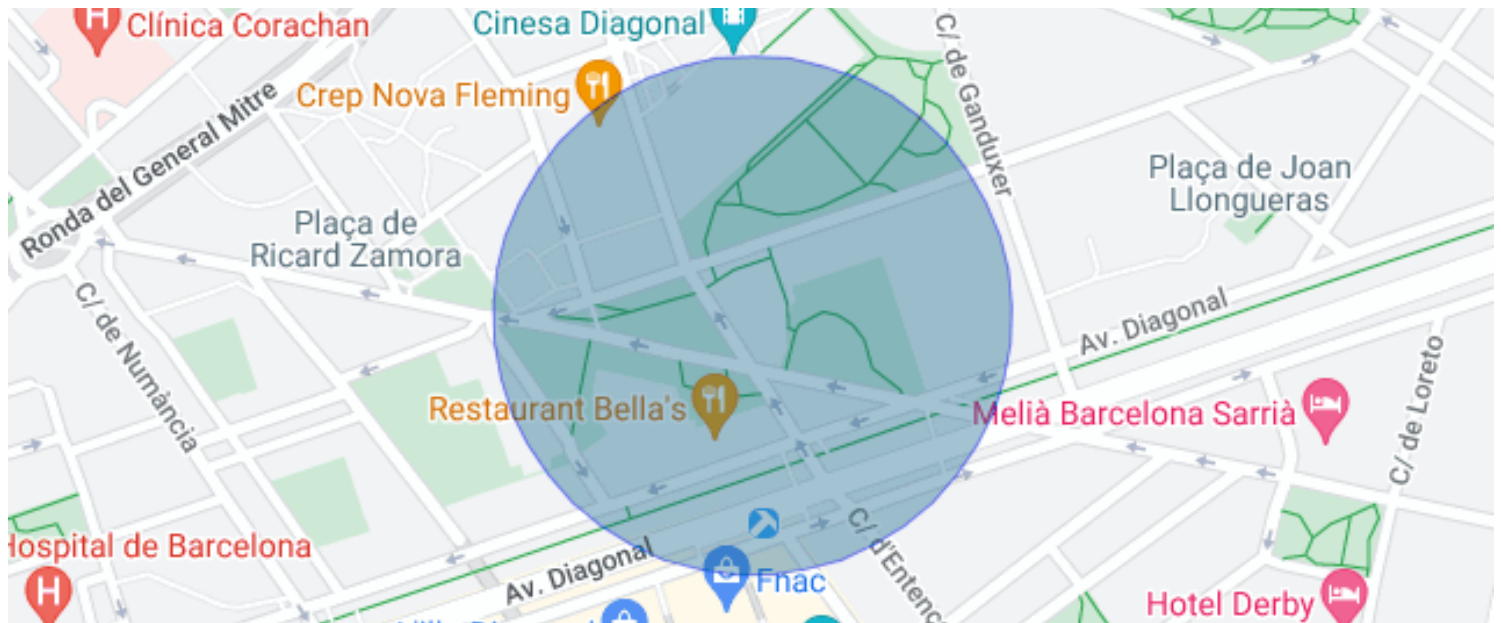 Clínica Corachan
Cinesa Diagonal
Crep Nova Fleming
C/ de Ganduxer
Ronda del General Mitre
Plaça de
Ricard Zamora
Plaça de Joan
Llongueras
C/ de Numància
Av. Diagonal
Restaurant Bella's
Melià Barcelona Sarrià
C/ de Loreto
Hospital de Barcelona
Av. Diagonal
C/ d'Entenç
Fnac
Hotel Derby